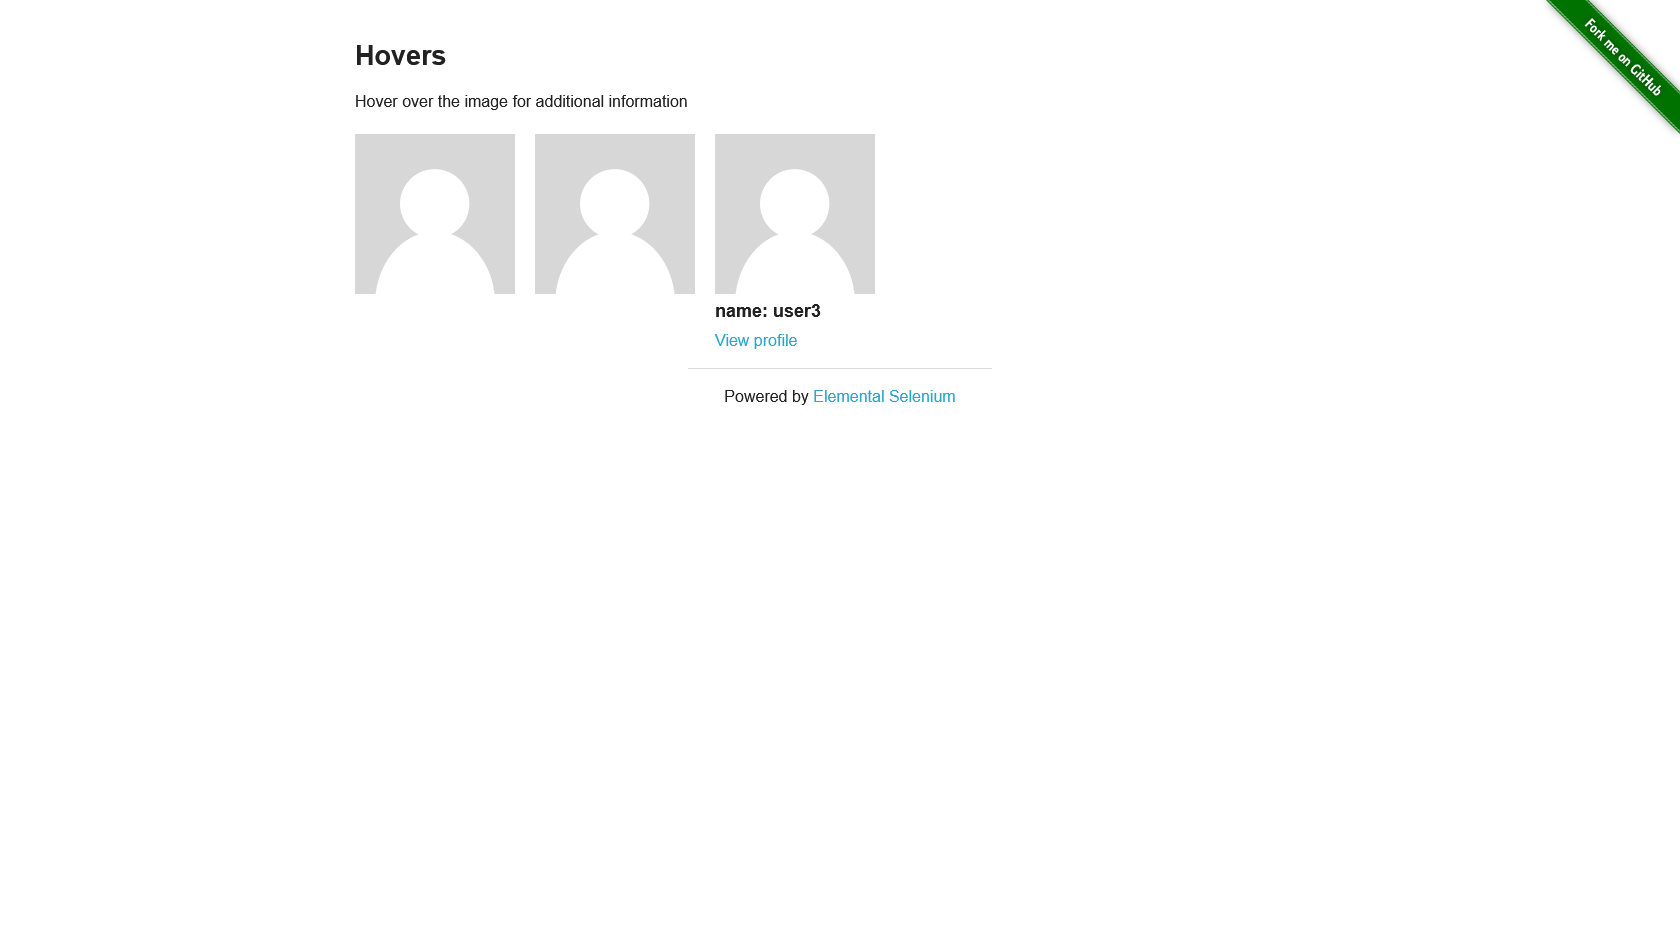 Hovers
Hover over the image for additional information
name: user3
View profile
Powered by Elemental Selenium
Fork me on GitHub